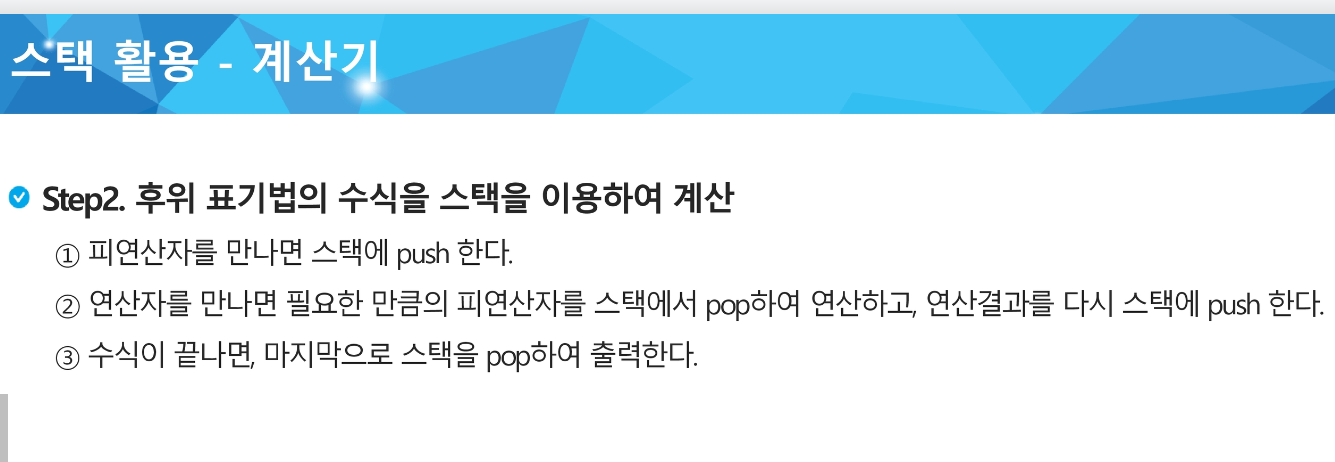 스택 활용 - 계산기
Step2. 후위 표기법의 수식을 스택을 이용하여 계산
① 피연산자를 만나면 스택에 push 한다.
② 연산자를 만나면 필요한 만큼의 피연산자를 스택에서 pop하여 연산하고, 연산결과를 다시 스택에 push 한다.
③ 수식이 끝나면, 마지막으로 스택을 pop하여 출력한다.